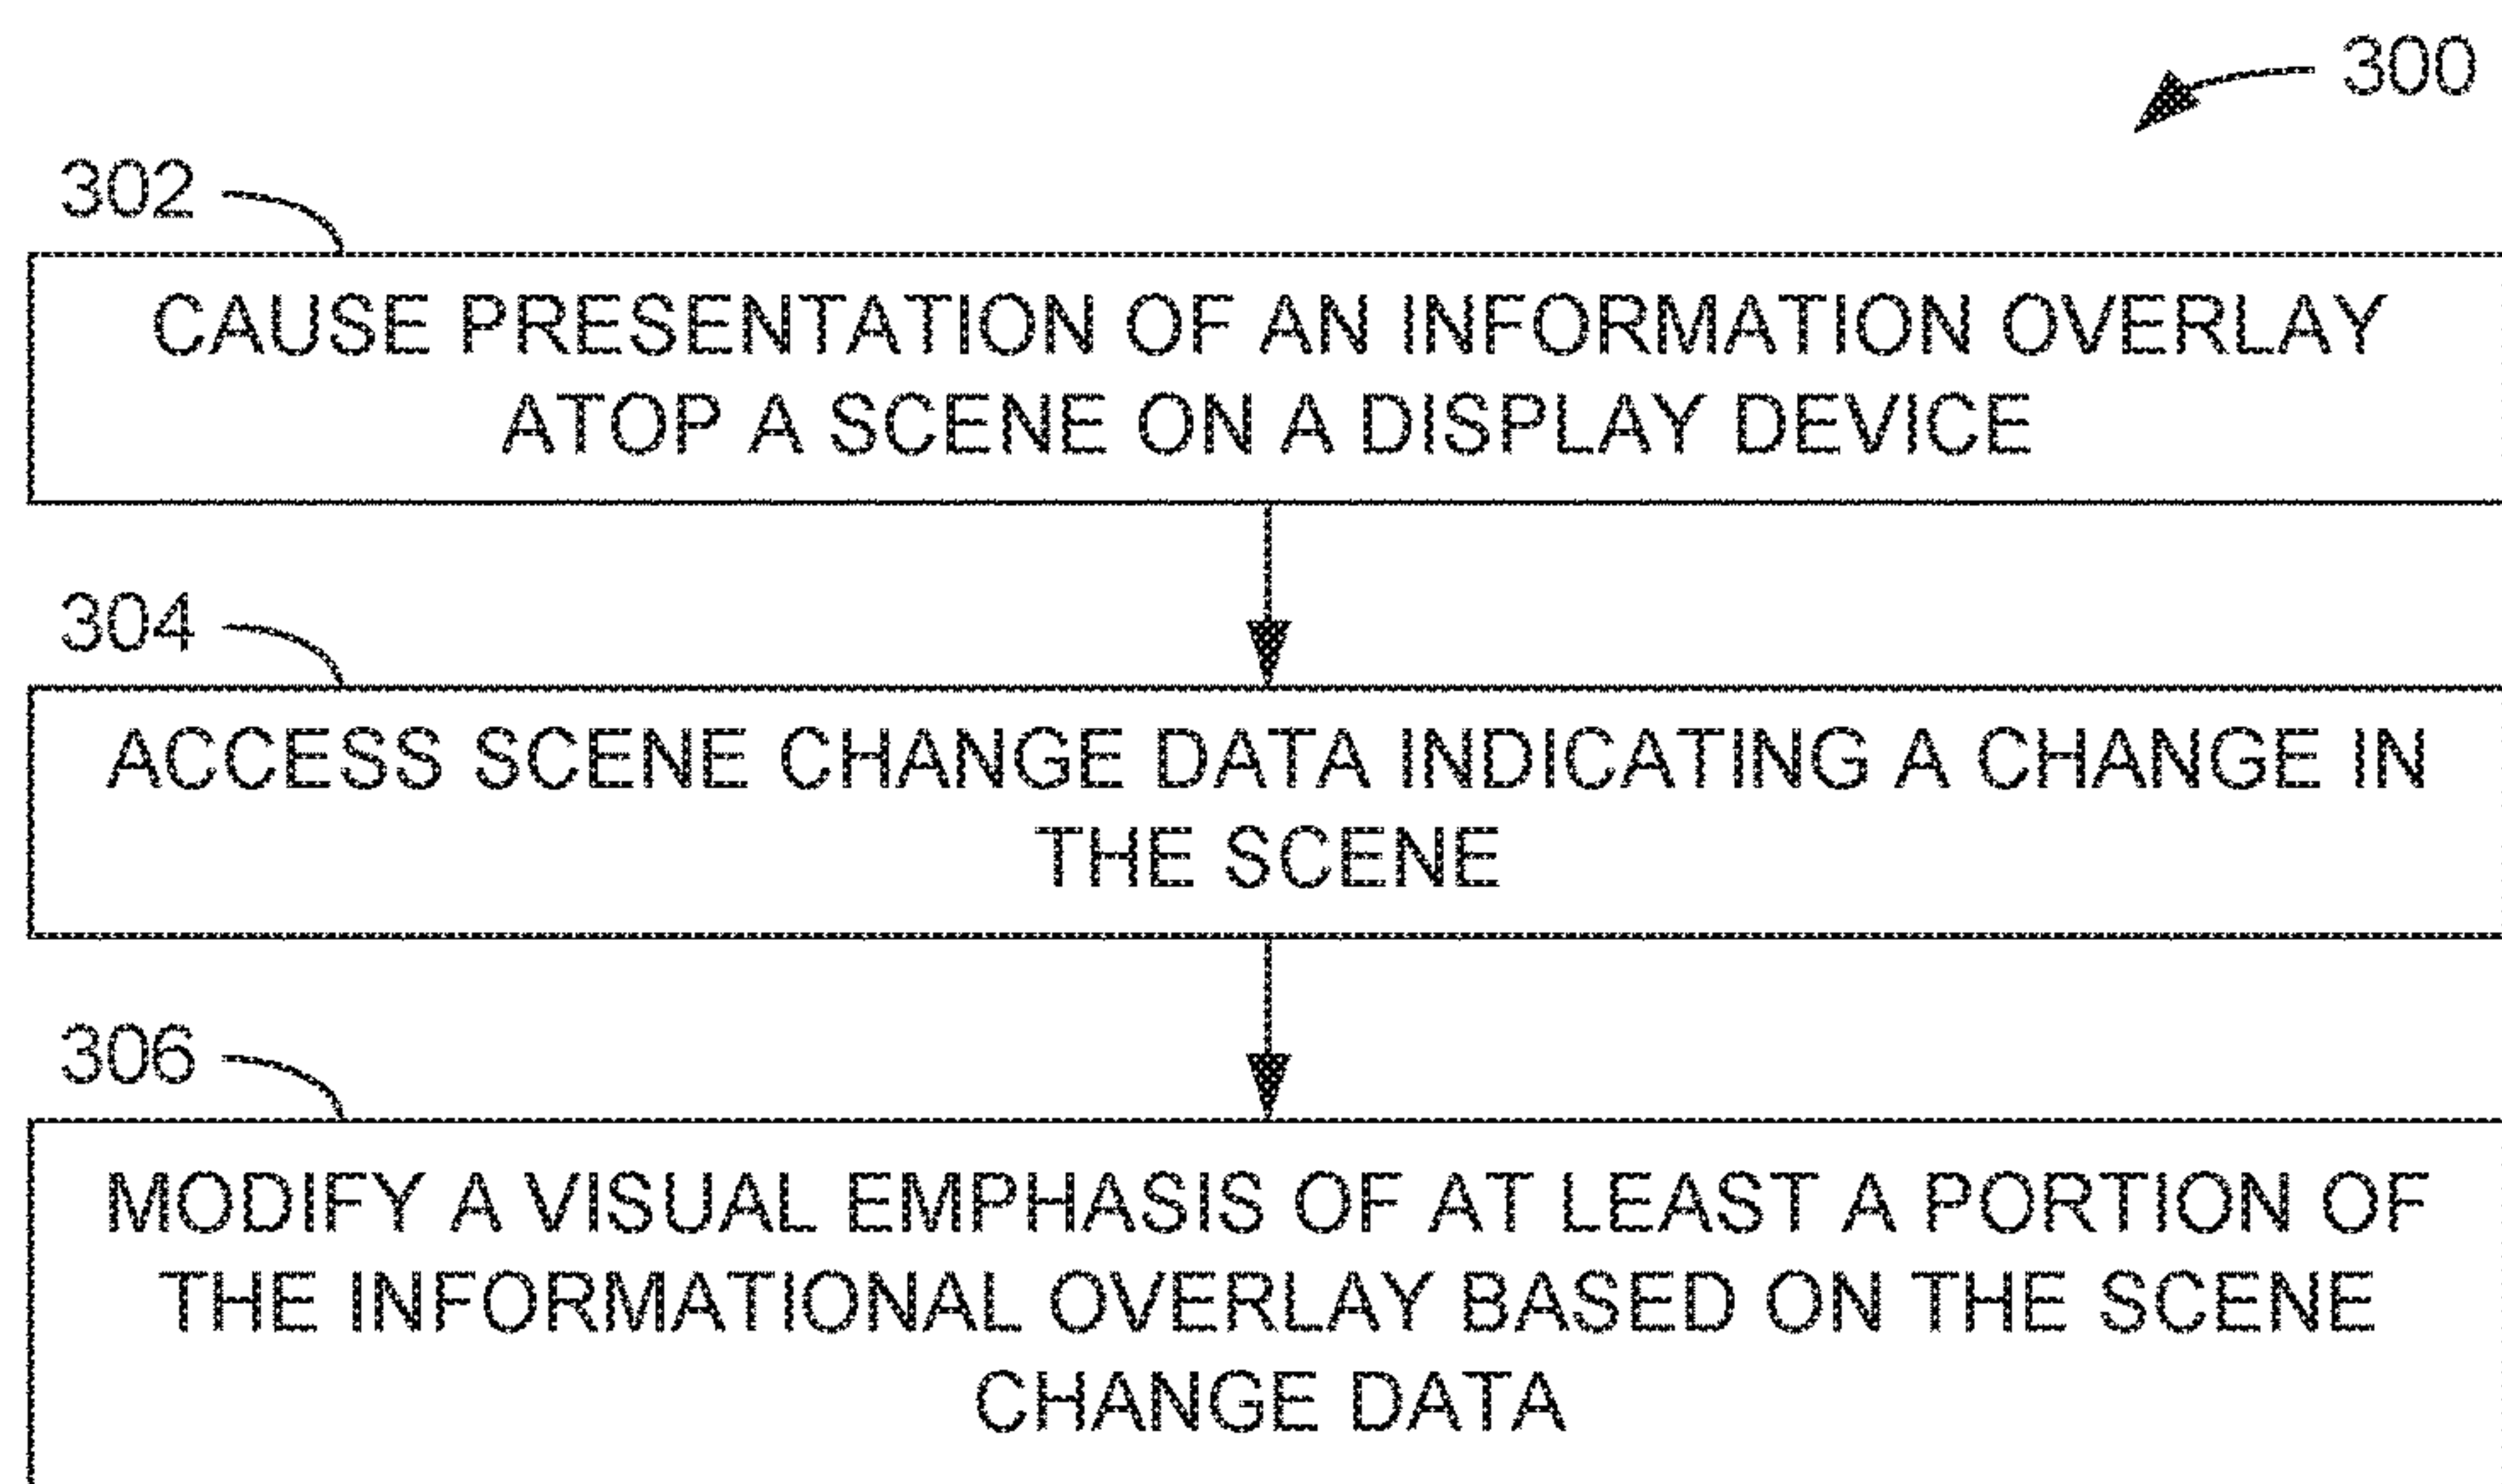 300
302
CAUSE PRESENTATION OF AN INFORMATION OVERLAY
ATOP A SCENE ON A DISPLAY DEVICE
304
ACCESS SCENE CHANGE DATA INDICATING A CHANGE IN
THE SCENE
306
MODIFY A VISUAL EMPHASIS OF AT LEAST A PORTION OF
THE INFORMATIONAL OVERLAY BASED ON THE SCENE
CHANGE DATA